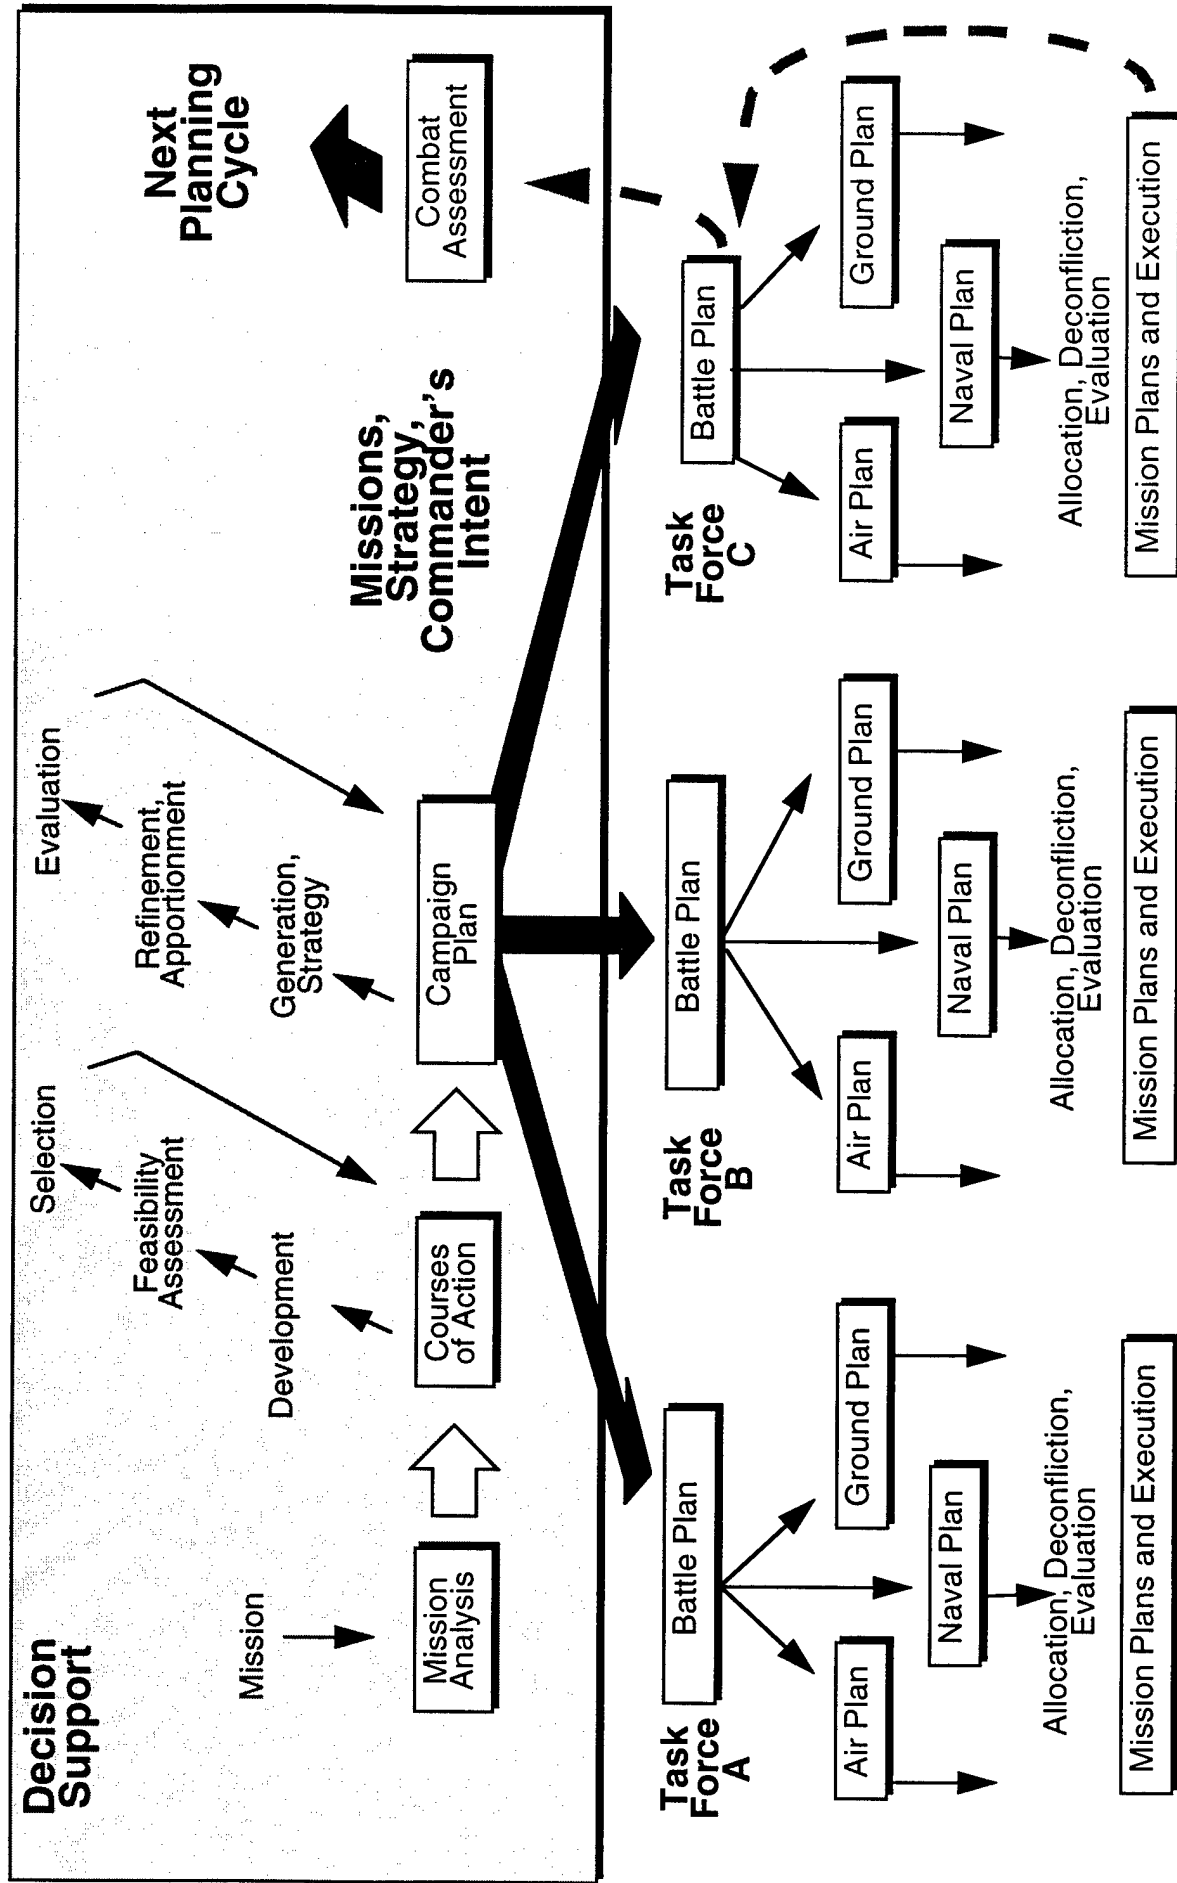 Decision
Support
Mission
Mission
Analysis
Selection
Feasibility
Assessment
Development
Courses
of Action
Evaluation
Refinement,
Apportionment
Generation,
Strategy
Campaign
Plan
Missions,
Strategy,
Commander's
Intent
Next
Planning
Cycle
Combat
Assessment
Task
Force
A
Battle Plan
Air Plan
Ground Plan
Naval Plan
Allocation, Deconfliction,
Evaluation
Mission Plans and Execution
Task
Force
B
Battle Plan
Air Plan
Ground Plan
Naval Plan
Allocation, Deconfliction,
Evaluation
Mission Plans and Execution
Task
Force
C
Battle Plan
Air Plan
Ground Plan
Naval Plan
Allocation, Deconfliction,
Evaluation
Mission Plans and Execution